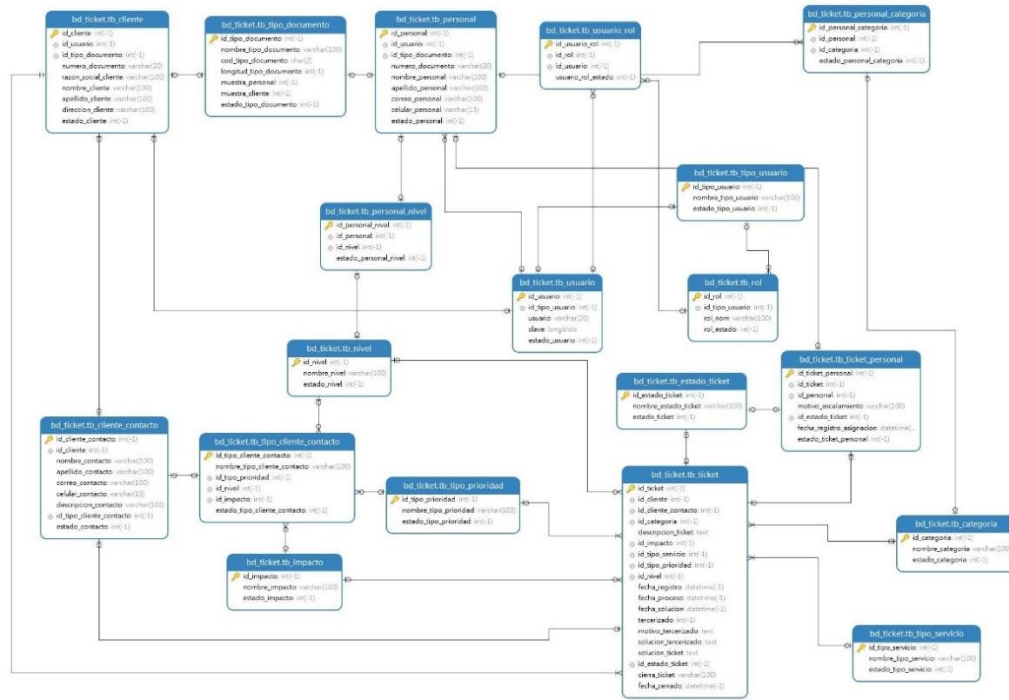 bd_ticket.tb_cliente
id_cliente int(-1)
id_usuario int(-1)
id_tipo_documento int(-1)
numero_documento varchar(20)
razon_social_cliente varchar(100)
nombre_cliente varchar(100)
apellido_cliente varchar(100)
direccion_cliente varchar(100)
estado_cliente int(-1)
bd_ticket.tb_tipo_documento
id_tipo_documento int(-1)
nombre_tipo_documento varchar(100)
cod_tipo_documento char(2)
longitud_tipo_documento int(-1)
muestra_personal int(-1)
muestra_cliente int(-1)
estado_tipo_documento int(-1)
bd_ticket.tb_personal
id_personal int(-1)
id_usuario int(-1)
id_tipo_documento int(-1)
numero_documento varchar(20)
nombre_personal varchar(100)
apellido_personal varchar(100)
correo_personal varchar(100)
celular_personal varchar(15)
estado_personal int(-1)
bd_ticket.tb_usuario_rol
id_usuario_rol int(-1)
id_rol int(-1)
id_usuario int(-1)
usuario_rol_estado int(-1)
bd_ticket.tb_personal_categoria
id_personal_categoria int(-1)
id_personal int(-1)
id_categoria int(-1)
estado_personal_categoria int(-1)
bd_ticket.tb_tipo_usuario
id_tipo_usuario int(-1)
nombre_tipo_usuario varchar(100)
estado_tipo_usuario int(-1)
bd_ticket.tb_personal_nivel
id_personal_nivel int(-1)
id_personal int(-1)
id_nivel int(-1)
estado_personal_nivel int(-1)
bd_ticket.tb_usuario
id_usuario int(-1)
id_tipo_usuario int(-1)
usuario varchar(20)
clave longblob
estado_usuario int(-1)
bd_ticket.tb_rol
id_rol int(-1)
id_tipo_usuario int(-1)
rol_nom varchar(100)
rol_estado int(-1)
bd_ticket.tb_nivel
id_nivel int(-1)
nombre_nivel varchar(100)
estado_nivel int(-1)
bd_ticket.tb_ticket_personal
id_ticket_personal int(-1)
id_ticket int(-1)
id_personal int(-1)
motivo_escalamiento varchar(100)
id_estado_ticket int(-1)
fecha_registro_asignacion datetime(...
estado_ticket_personal int(-1)
bd_ticket.tb_estado_ticket
id_estado_ticket int(-1)
nombre_estado_ticket varchar(100)
estado_ticket int(-1)
bd_ticket.tb_cliente_contacto
id_cliente_contacto int(-1)
id_cliente int(-1)
nombre_contacto varchar(100)
apellido_contacto varchar(100)
correo_contacto varchar(100)
celular_contacto varchar(15)
descripcion_contacto varchar(100)
id_tipo_cliente_contacto int(-1)
estado_contacto int(-1)
bd_ticket.tb_tipo_cliente_contacto
id_tipo_cliente_contacto int(-1)
nombre_tipo_cliente_contacto varchar(100)
id_tipo_prioridad int(-1)
id_nivel int(-1)
id_impacto int(-1)
estado_tipo_cliente_contacto int(-1)
bd_ticket.tb_tipo_prioridad
id_tipo_prioridad int(-1)
nombre_tipo_prioridad varchar(100)
estado_tipo_prioridad int(-1)
bd_ticket.tb_ticket
id_ticket int(-1)
id_cliente int(-1)
id_cliente_contacto int(-1)
id_categoria int(-1)
descripcion_ticket text
id_impacto int(-1)
id_tipo_servicio int(-1)
id_tipo_prioridad int(-1)
id_nivel int(-1)
fecha_registro datetime(-1)
fecha_proceso datetime(-1)
fecha_solucion datetime(-1)
tercerizado int(-1)
motivo_tercerizado text
solucion_tercerizado text
solucion_ticket text
id_estado_ticket int(-1)
cierra_ticket varchar(100)
fecha_cerrado datetime(-1)
bd_ticket.tb_categoria
id_categoria int(-1)
nombre_categoria varchar(100)
estado_categoria int(-1)
bd_ticket.tb_impacto
id_impacto int(-1)
nombre_impacto varchar(100)
estado_impacto int(-1)
bd_ticket.tb_tipo_servicio
id_tipo_servicio int(-1)
nombre_tipo_servicio varchar(100)
estado_tipo_servicio int(-1)